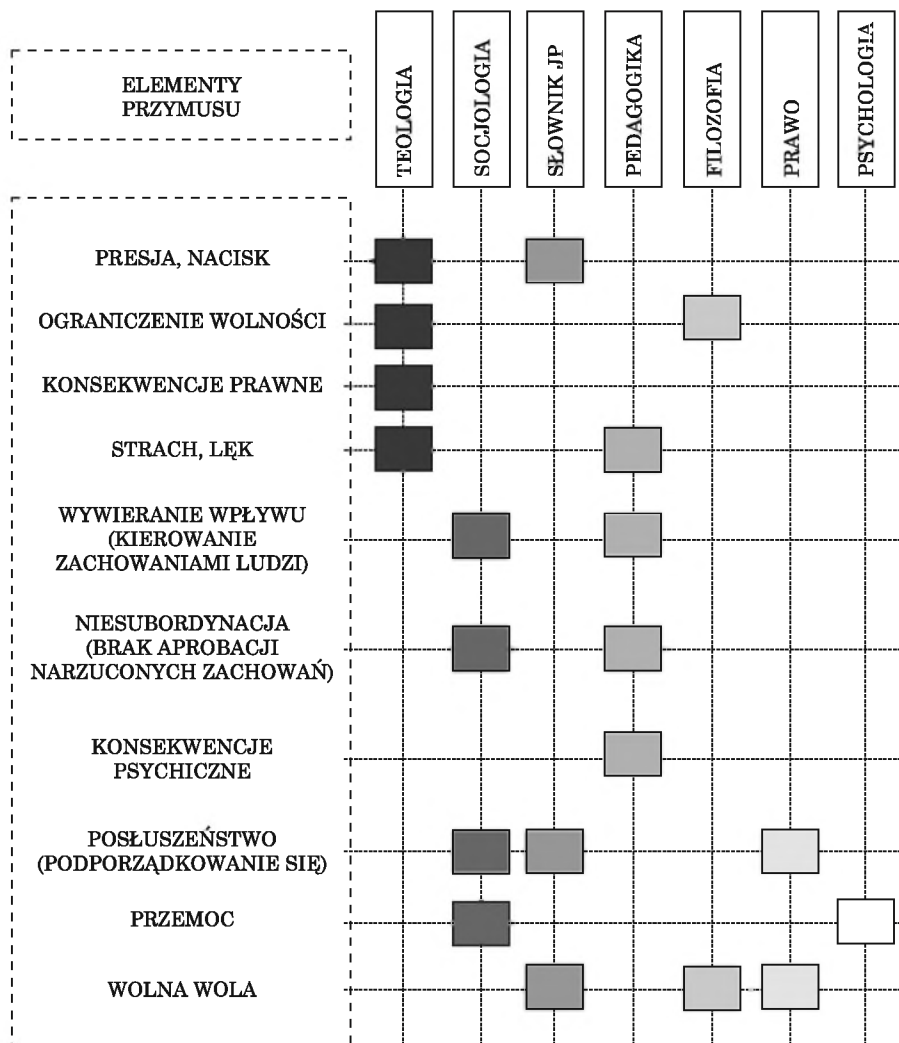 ELEMENTY
PRZYMUSU
TEOLOGIA
SOCJOLOGIA
SŁOWNIK JP
PEDAGOGIKA
FILOZOFIA
PRAWO
PSYCHOLOGIA
PRESJA, NACISK
OGRANICZENIE WOLNOŚCI
KONSEKWENCJE PRAWNE
STRACH, LĘK
WYWIERANIE WPŁYWU
(KIEROWANIE
ZACHOWANIAMI LUDZI)
NIESUBORDYNACJA
(BRAK APROBACJI
NARZUCONYCH ZACHOWAŃ)
KONSEKWENCJE
PSYCHICZNE
POSŁUSZEŃSTWO
(PODPORZĄDKOWANIE SIĘ)
PRZEMOC
WOLNA WOLA